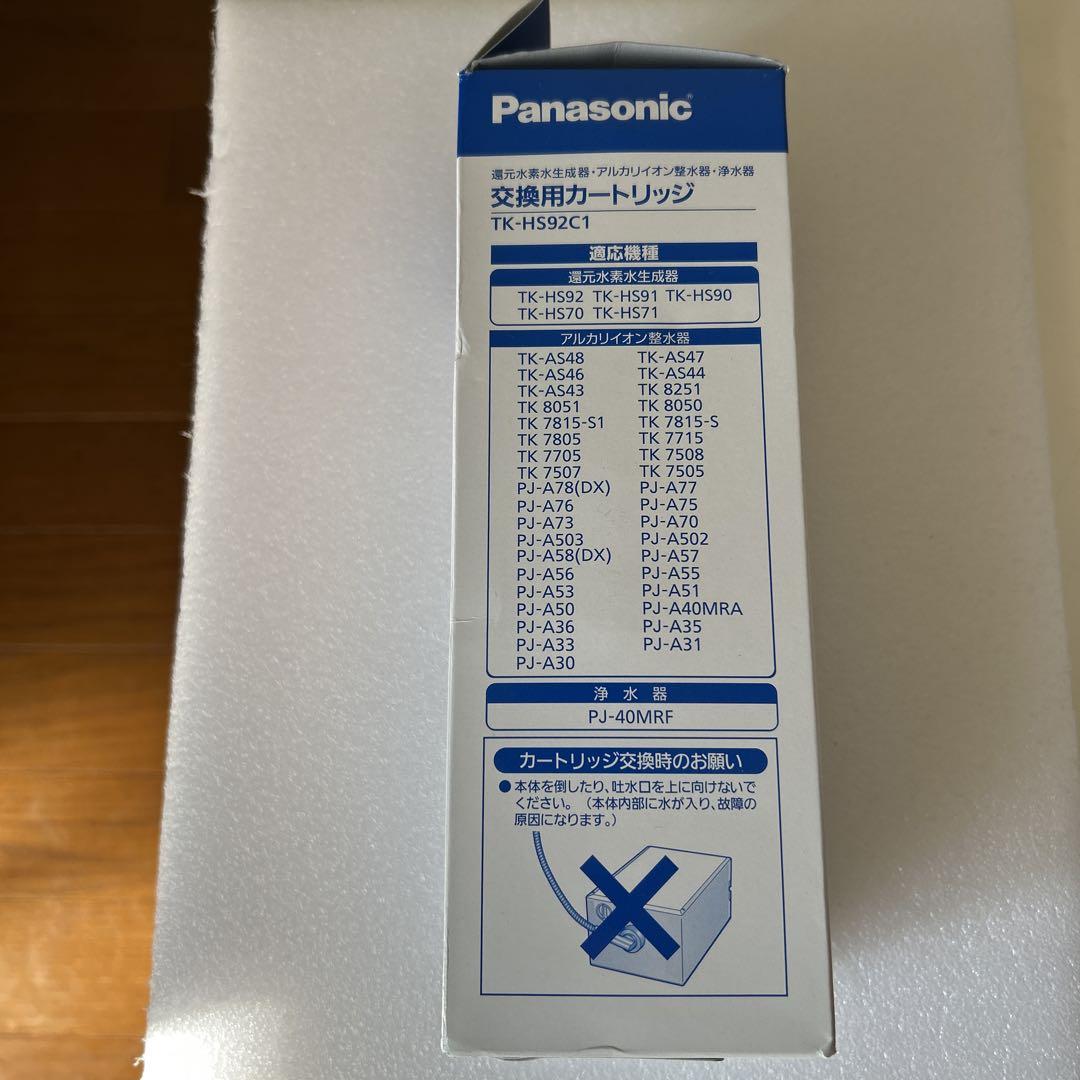 Panasonic®
還元水素水生成器・アルカリイオン整水器・浄水器
交換用カートリッジ
TK-HS92C1
適応機種
還元水素水生成器
TK-HS92 TK-HS91 TK-HS90
TK-HS70 TK-HS71
アルカリイオン整水器
TK-AS48 TK-AS47
TK-AS46 TK-AS44
TK-AS43 TK 8251
TK 8051 TK 8050
TK 7815-S1 TK 7815-S
TK 7805 TK 7715
TK 7705 TK 7508
TK 7507 TK 7505
PJ-A78(DX) PJ-A77
PJ-A76 PJ-A75
PJ-A73 PJ-A70
PJ-A503 PJ-A502
PJ-A58(DX) PJ-A57
PJ-A56 PJ-A55
PJ-A53 PJ-A51
PJ-A50 PJ-A40MRA
PJ-A36 PJ-A35
PJ-A33 PJ-A31
PJ-A30
浄水器
PJ-40MRF
カートリッジ交換時のお願い
●本体を倒したり、吐水口を上に向けないで
ください。（本体内部に水が入り、故障の
原因になります。）